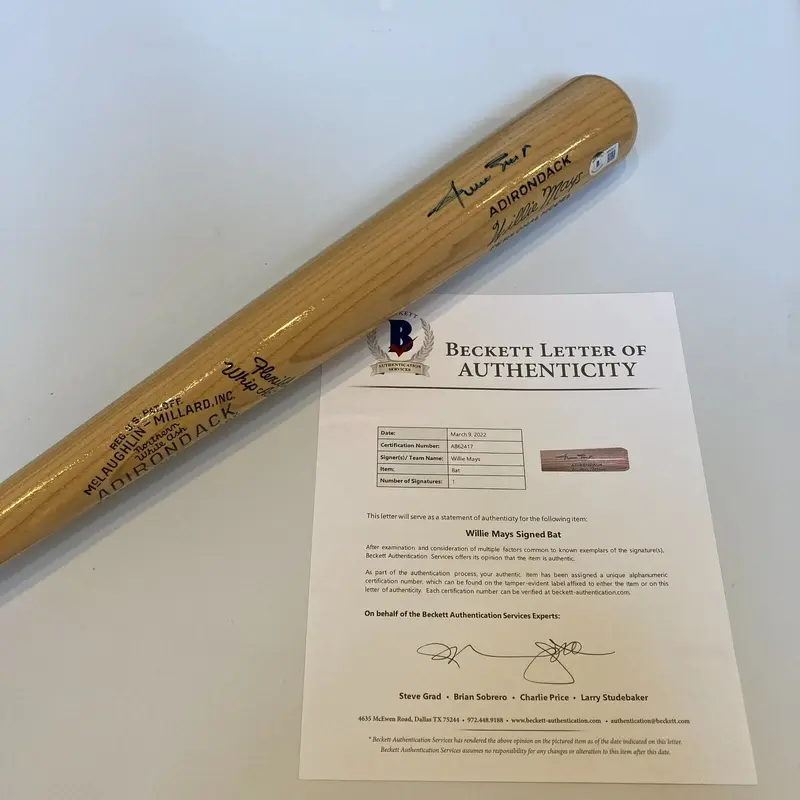 ADIRONDACK
Willie Mays
PERSONAL MODEL
Flexible
Whip
REG. U.S. PAT. OFF.
McLAUGHLIN-MILLARD, INC.
Northern
White Ash
ADIRONDACK
BECKETT
B
AUTHENTICATION
SERVICES
BECKETT LETTER OF
AUTHENTICITY
Date: March 9, 2022
Certification Number: AB62417
Signer(s)/ Team Name: Willie Mays
Item: Bat
Number of Signatures: 1
ADIRONDACK
This letter will serve as a statement of authenticity for the following item:
Willie Mays Signed Bat
After examination and consideration of multiple factors common to known exemplars of the signature(s),
Beckett Authentication Services offers its opinion that the item is authentic.
As part of the authentication process, your authentic item has been assigned a unique alphanumeric
certification number, which can be found on the tamper-evident label affixed to either the item or on this
letter of authenticity. Each certification number can be verified at beckett-authentication.com.
On behalf of the Beckett Authentication Services Experts:
Steve Grad • Brian Sobrero • Charlie Price • Larry Studebaker
4635 McEwen Road, Dallas TX 75244 • 972.448.9188 • www.beckett-authentication.com • authentication@beckett.com
* Beckett Authentication Services has rendered the above opinion on the pictured item as of the date indicated on this letter.
Beckett Authentication Services assumes no responsibility for any changes or alteration to this item after this date.